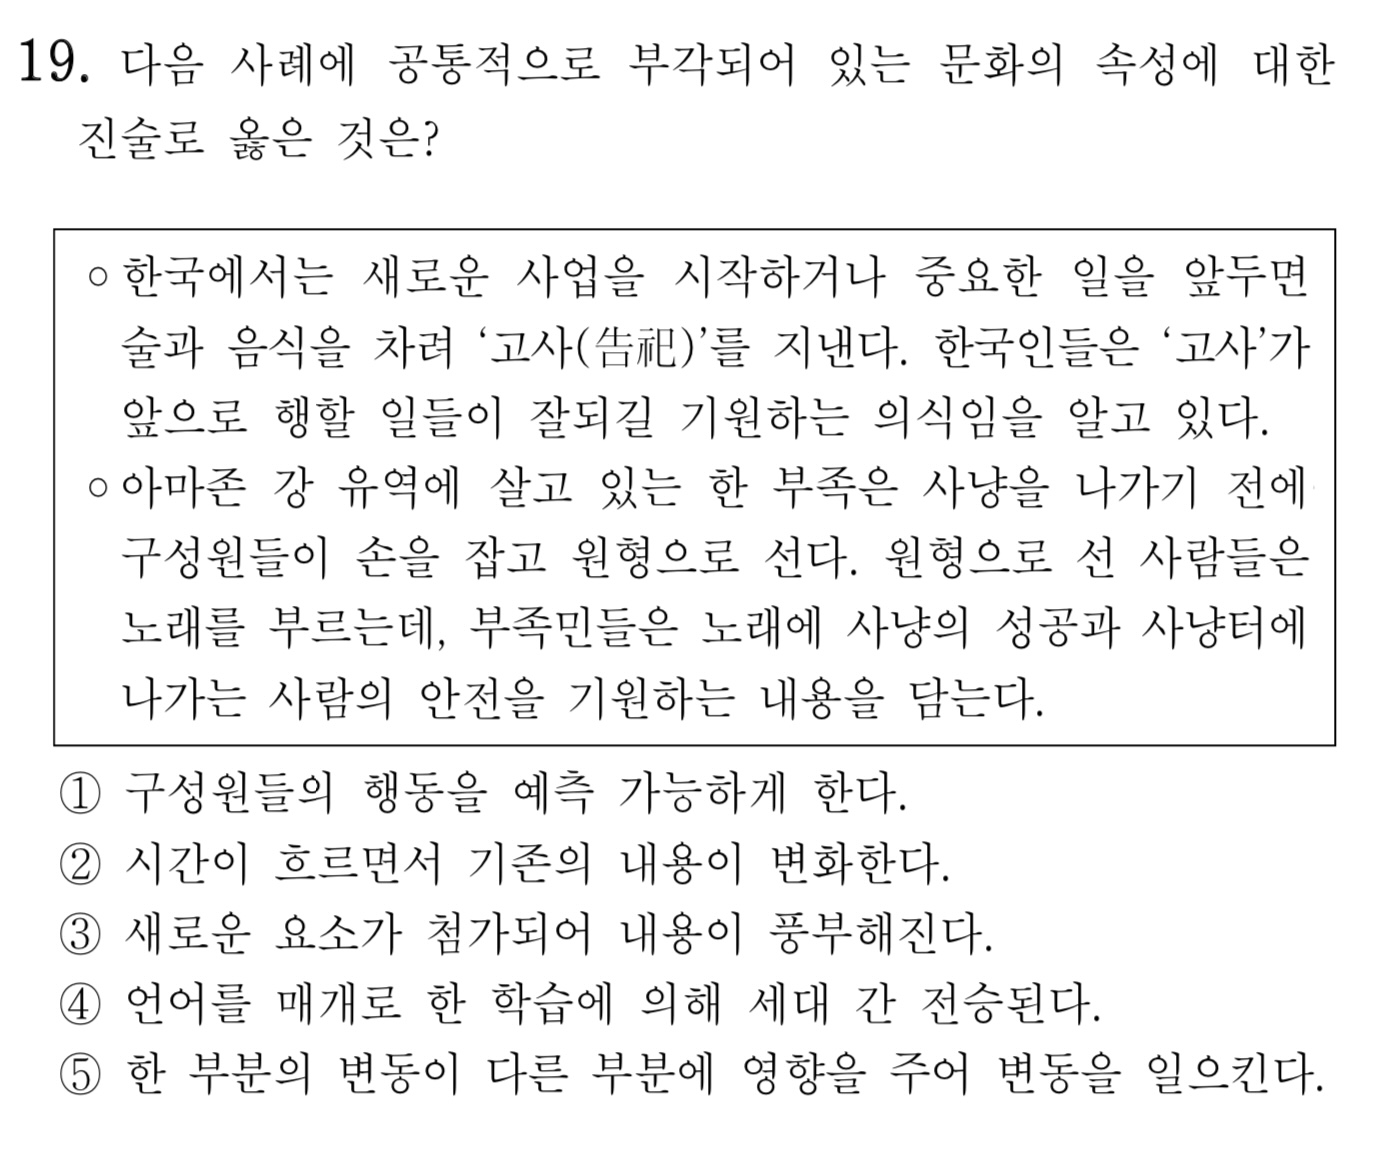 19. 다음 사례에 공통적으로 부각되어 있는 문화의 속성에 대한
진술로 옳은 것은?
○ 한국에서는 새로운 사업을 시작하거나 중요한 일을 앞두면
술과 음식을 차려 ‘고사(告祀)’를 지낸다. 한국인들은 ‘고사’가
앞으로 행할 일들이 잘되길 기원하는 의식임을 알고 있다.
○ 아마존 강 유역에 살고 있는 한 부족은 사냥을 나가기 전에
구성원들이 손을 잡고 원형으로 선다. 원형으로 선 사람들은
노래를 부르는데, 부족민들은 노래에 사냥의 성공과 사냥터에
나가는 사람의 안전을 기원하는 내용을 담는다.
① 구성원들의 행동을 예측 가능하게 한다.
② 시간이 흐르면서 기존의 내용이 변화한다.
③ 새로운 요소가 첨가되어 내용이 풍부해진다.
④ 언어를 매개로 한 학습에 의해 세대 간 전승된다.
⑤ 한 부분의 변동이 다른 부분에 영향을 주어 변동을 일으킨다.